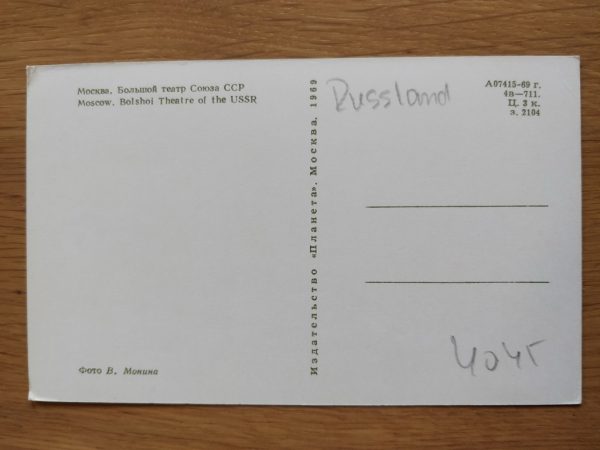 Москва. Большой театр Союза ССР
Moscow. Bolshoi Theatre of the USSR
Фото В. Монина
Издательство «Планета». Москва. 1969
Russland
А07415-69 г.
4в—711.
Ц. 3 к.
з. 2104